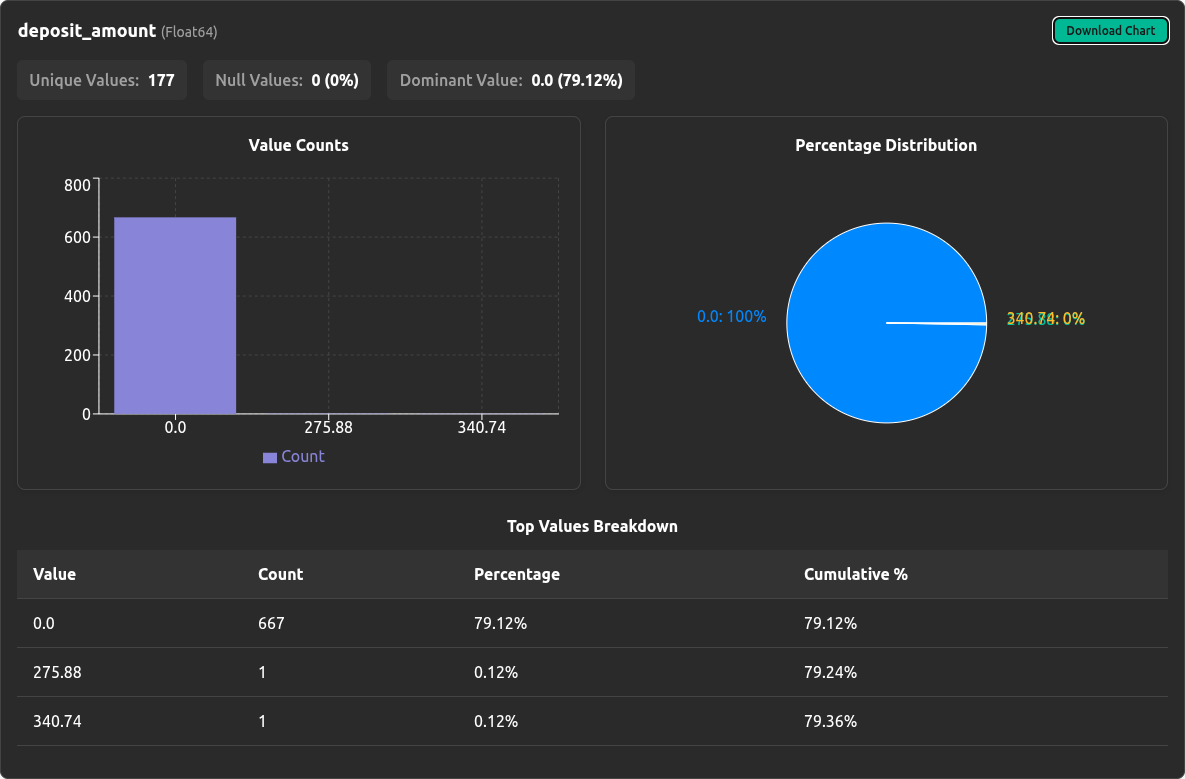 deposit_amount (Float64)
Download Chart
Unique Values: 177
Null Values: 0 (0%)
Dominant Value: 0.0 (79.12%)
Value Counts
800
600
400
200
0
0.0
275.88
340.74
Count
Percentage Distribution
0.0: 100%
340.74: 0%
Top Values Breakdown
Value Count Percentage Cumulative %
0.0 667 79.12% 79.12%
275.88 1 0.12% 79.24%
340.74 1 0.12% 79.36%